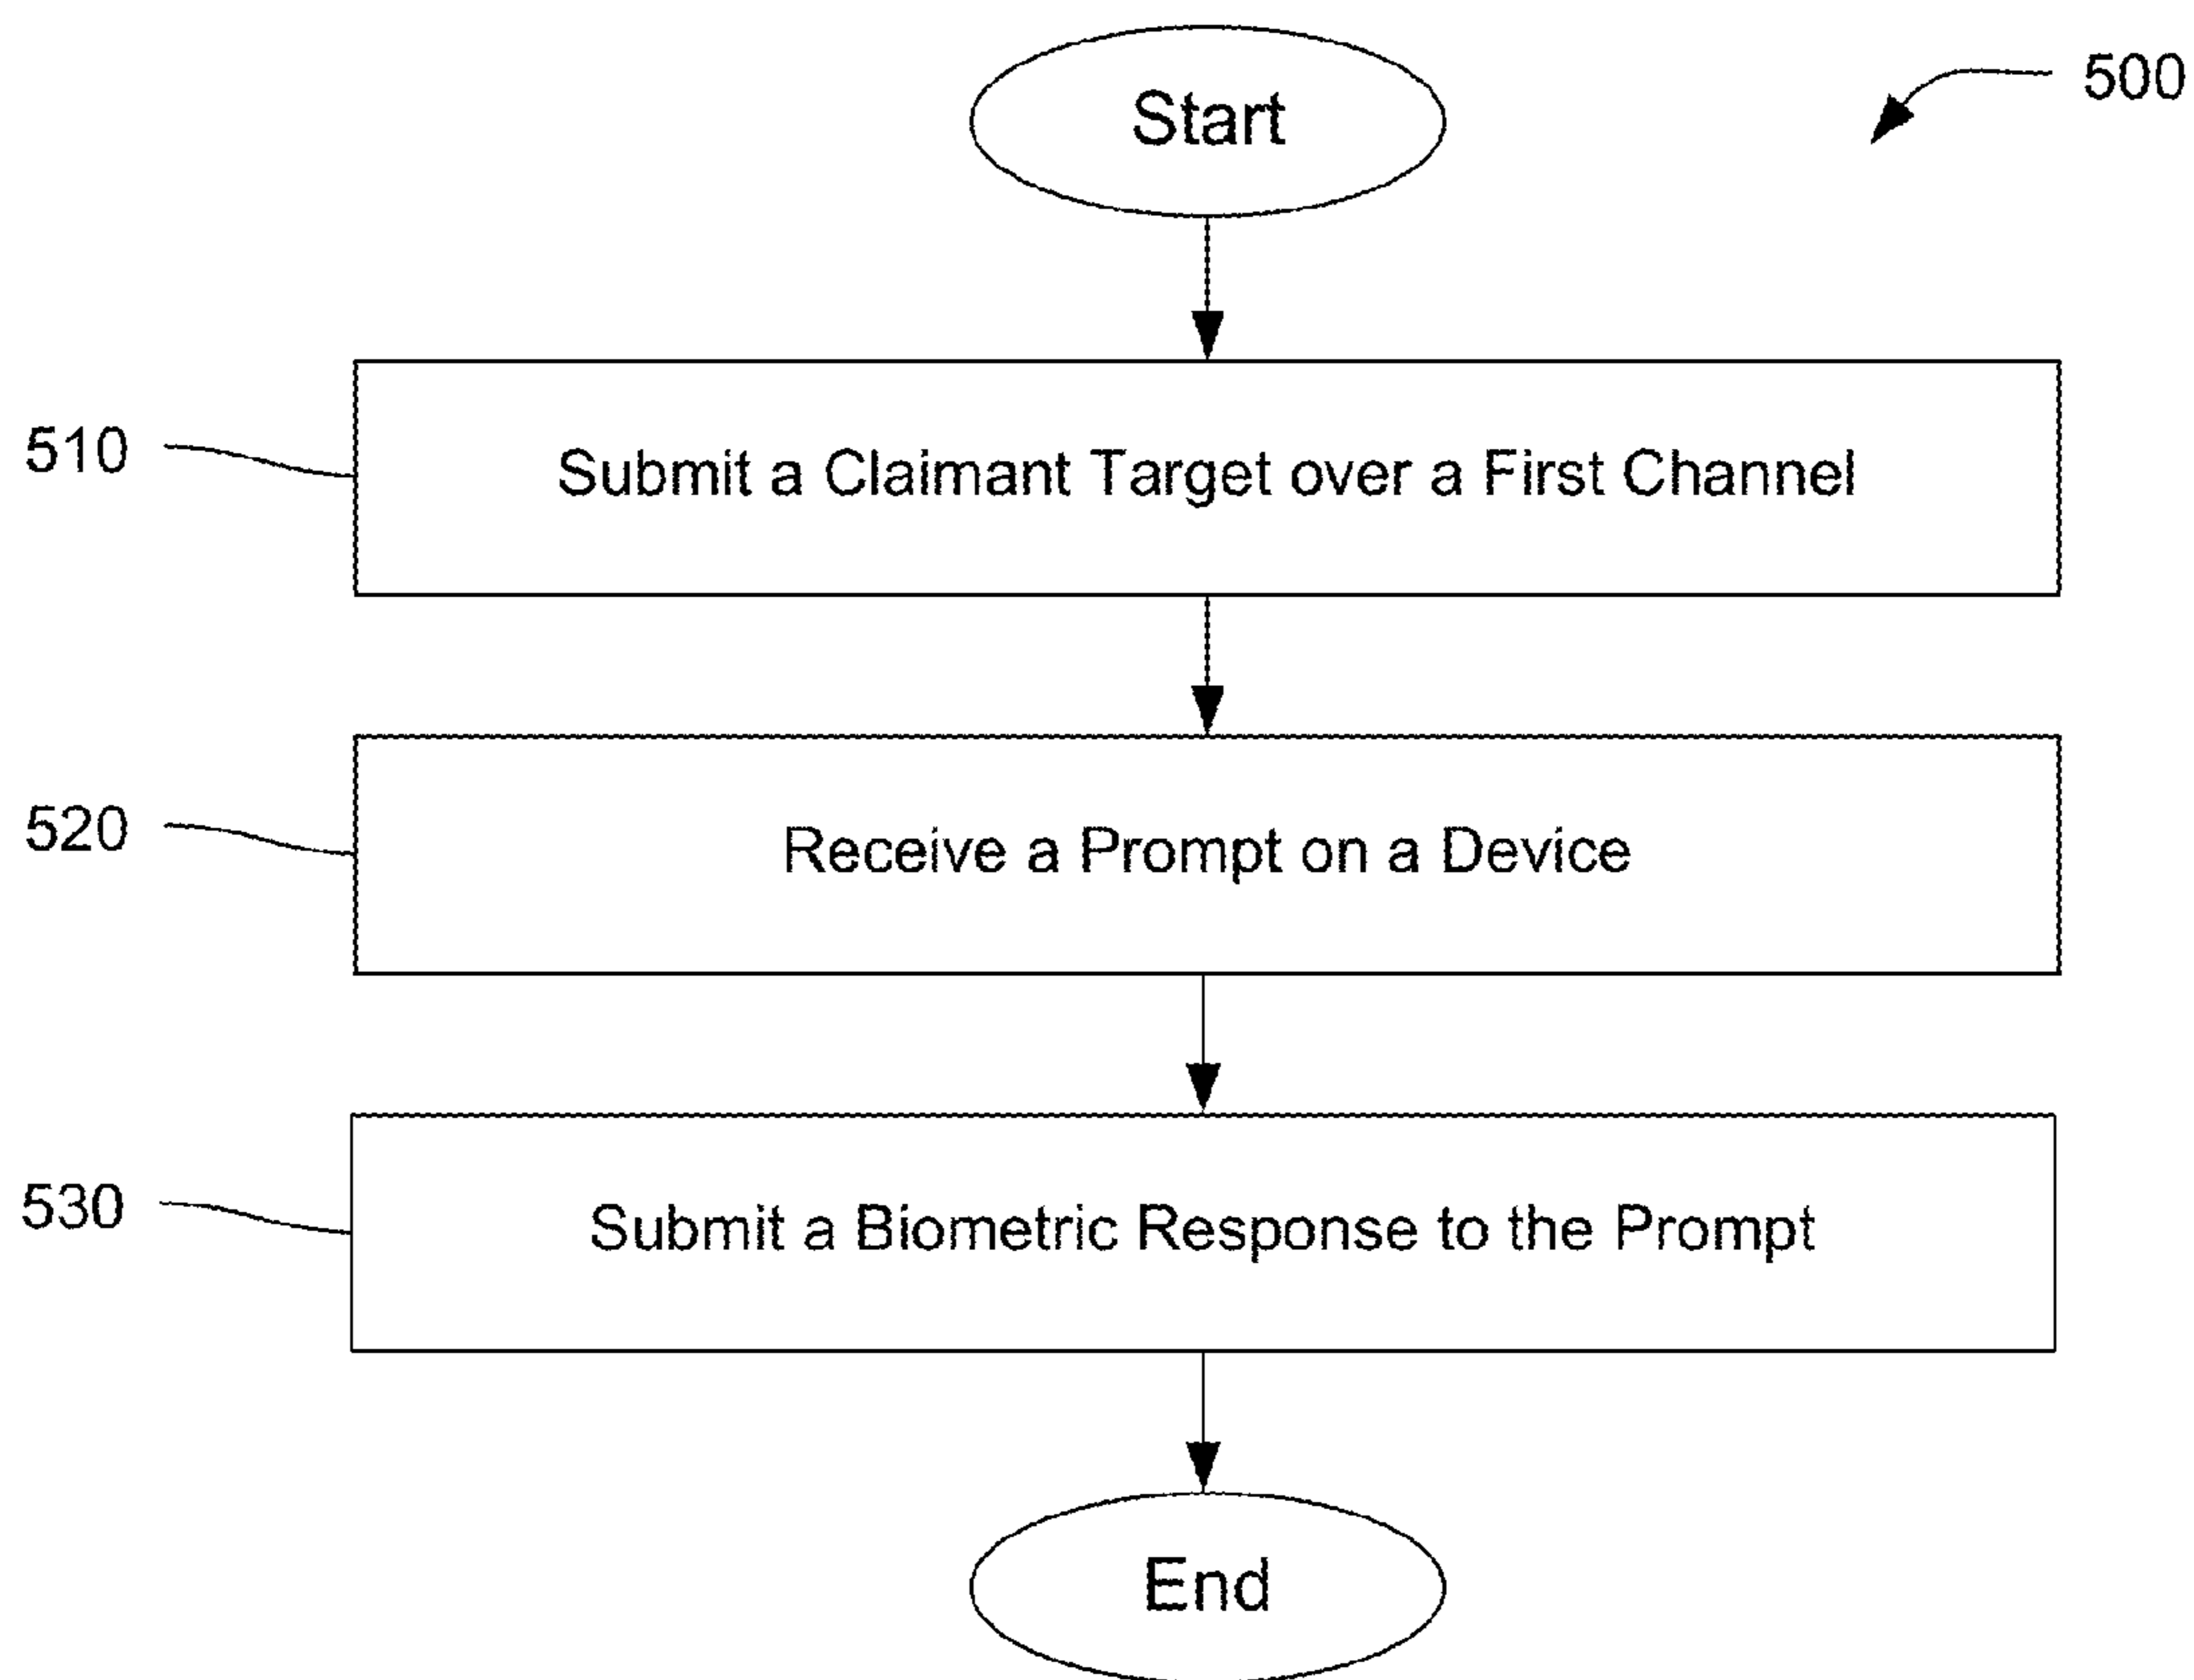 Start
500
510
Submit a Claimant Target over a First Channel
520
Receive a Prompt on a Device
530
Submit a Biometric Response to the Prompt
End